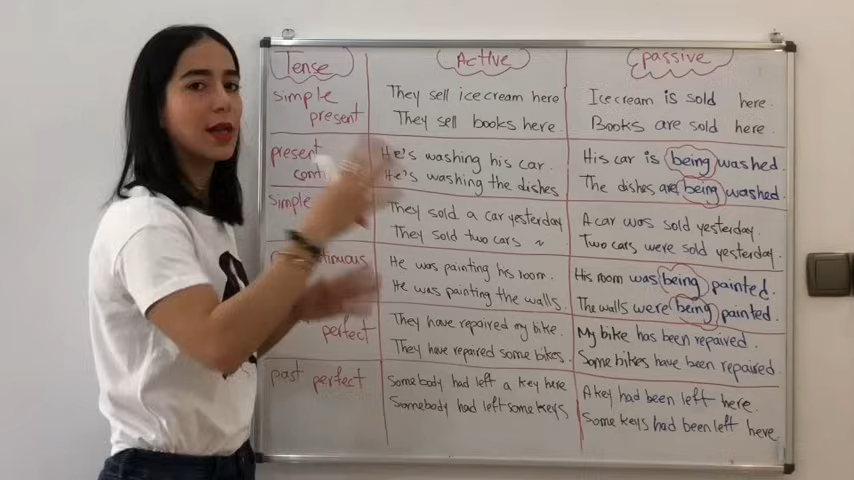 Tense Active passive
simple They sell icecream here Icecream is sold here.
present They sell books here Books are sold here.
present He's washing his car. His car is being washed.
He's washing the dishes The dishes are being washed
simple They sold a car yesterday A car was sold yesterday.
They sold two cars ~ Two cars were sold yesterday.
He was painting his room. His room was being painted.
He was painting the walls. The walls were being painted.
perfect They have repaired my bike. My bike has been repaired.
They have repaired some bikes. Some bikes have been repaired
past perfect Somebody had left a key here A key had been left here.
Somebody had left some keys Some keys had been left here